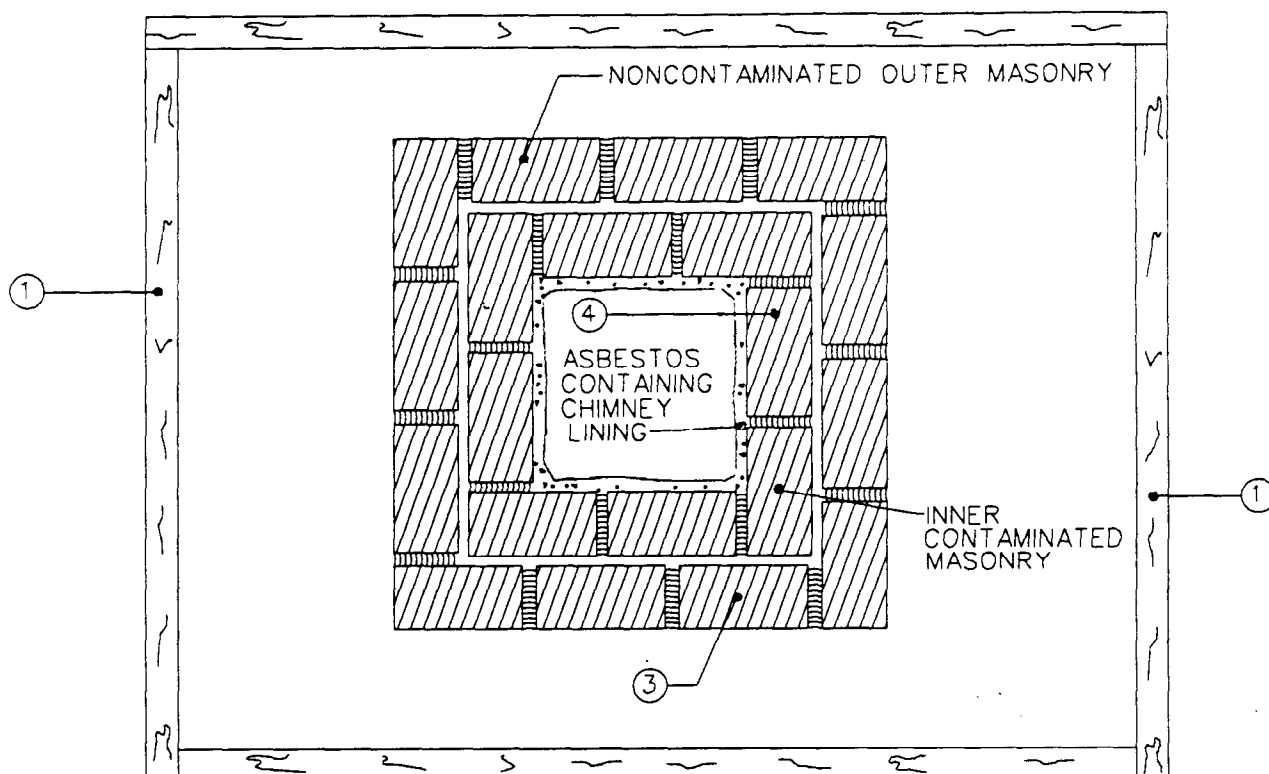 NONCONTAMINATED OUTER MASONRY
1
4
ASBESTOS
CONTAINING
CHIMNEY
LINING
1
INNER
CONTAMINATED
MASONRY
3